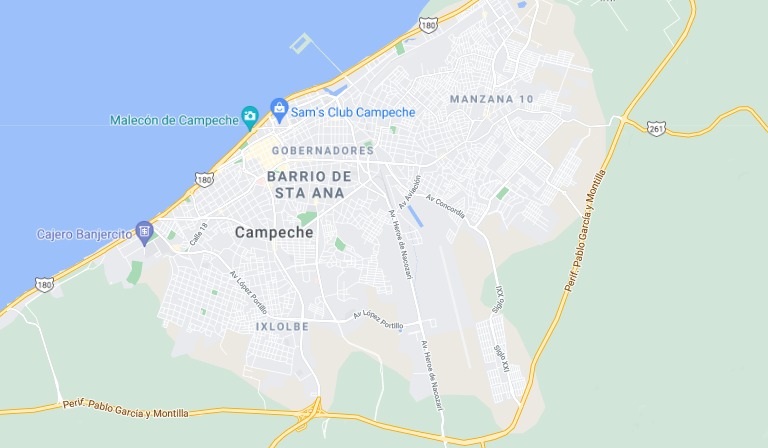 180
MANZANA 10
Malecón de Campeche
Sam's Club Campeche
261
GOBERNADORES
180
BARRIO DE
STA ANA
Av Aviación
Av Concordia
Perif. Pablo García y Montilla
Calle 18
Cajero Banjercito
Campeche
Av. Heroe de Nacozari
180
Av López Portillo
Siglo XXI
IXLOLBE
Av López Portillo
Av. Heroe de Nacozari
Siglo XXI
Perif. Pablo García y Montilla